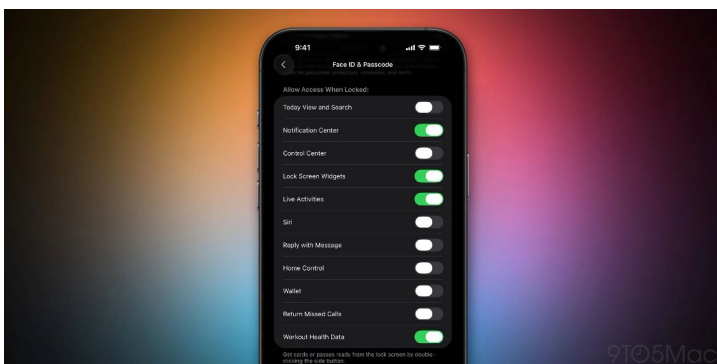 9:41
Face ID & Passcode
Allow Access When Locked:
Today View and Search
Notification Center
Control Center
Lock Screen Widgets
Live Activities
Siri
Reply with Message
Home Control
Wallet
Return Missed Calls
Workout Health Data
Get cards or passes ready from the lock screen by double-
clicking the side button.
9TO5Mac